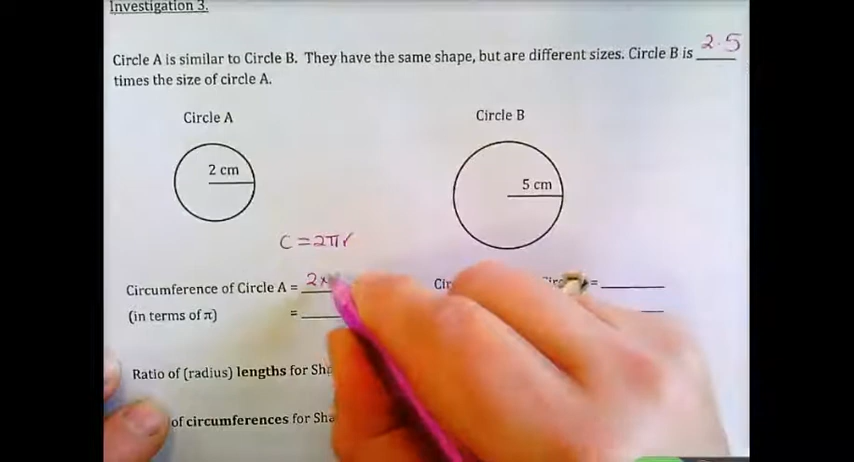 Investigation 3.
Circle A is similar to Circle B. They have the same shape, but are different sizes. Circle B is 2.5
times the size of circle A.
Circle A
Circle B
2 cm
5 cm
C = 2πr
Circumference of Circle A = 2×
=
(in terms of π)
=
Ratio of (radius) lengths for
of circumferences for